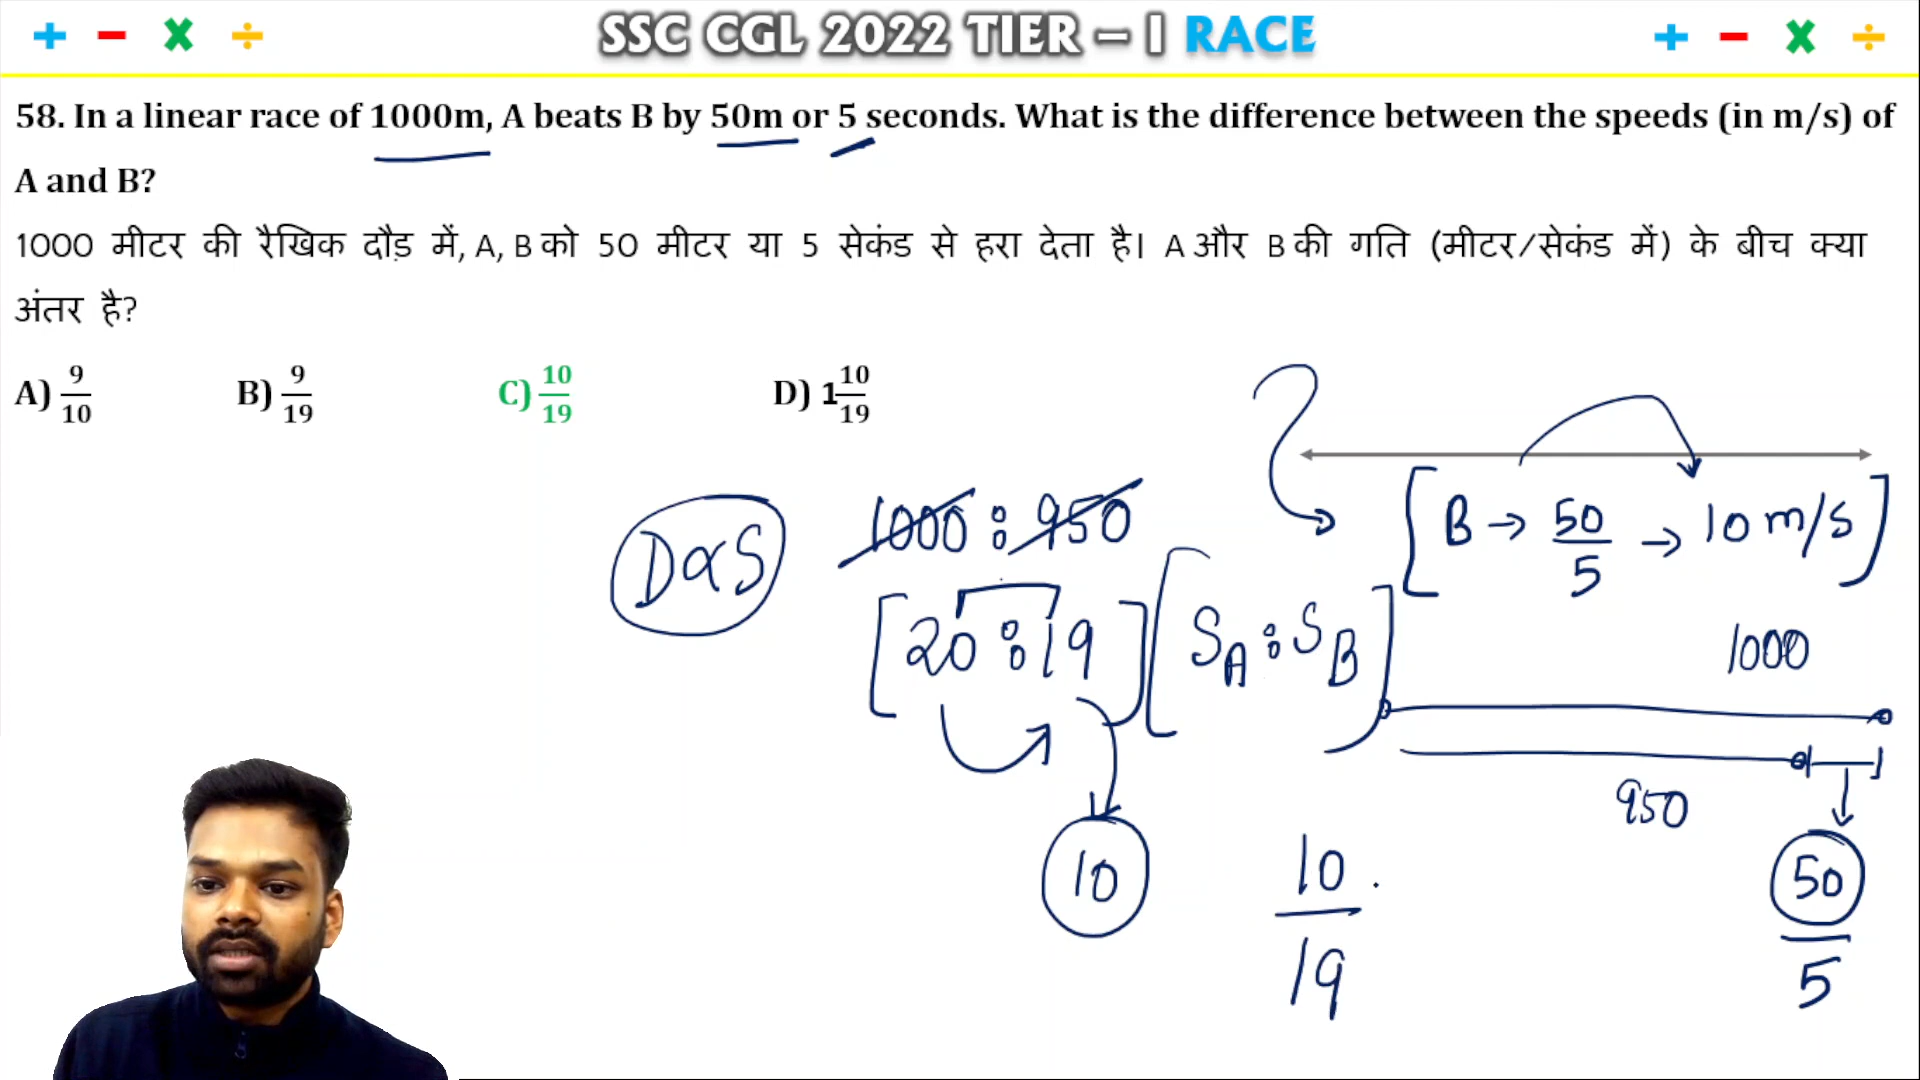 + - × ÷ SSC CGL 2022 TIER – I RACE + - × ÷
58. In a linear race of 1000m, A beats B by 50m or 5 seconds. What is the difference between the speeds (in m/s) of
A and B?
1000 मीटर की रैखिक दौड़ में, A, B को 50 मीटर या 5 सेकंड से हरा देता है। A और B की गति (मीटर/सेकंड में) के बीच क्या
अंतर है?
A) 9/10 B) 9/19 C) 10/19 D) 1 10/19
D∝S
1000 : 950
[20 : 19] [S_A : S_B]
10
10/19
[B → 50/5 → 10 m/s]
1000
950
50/5